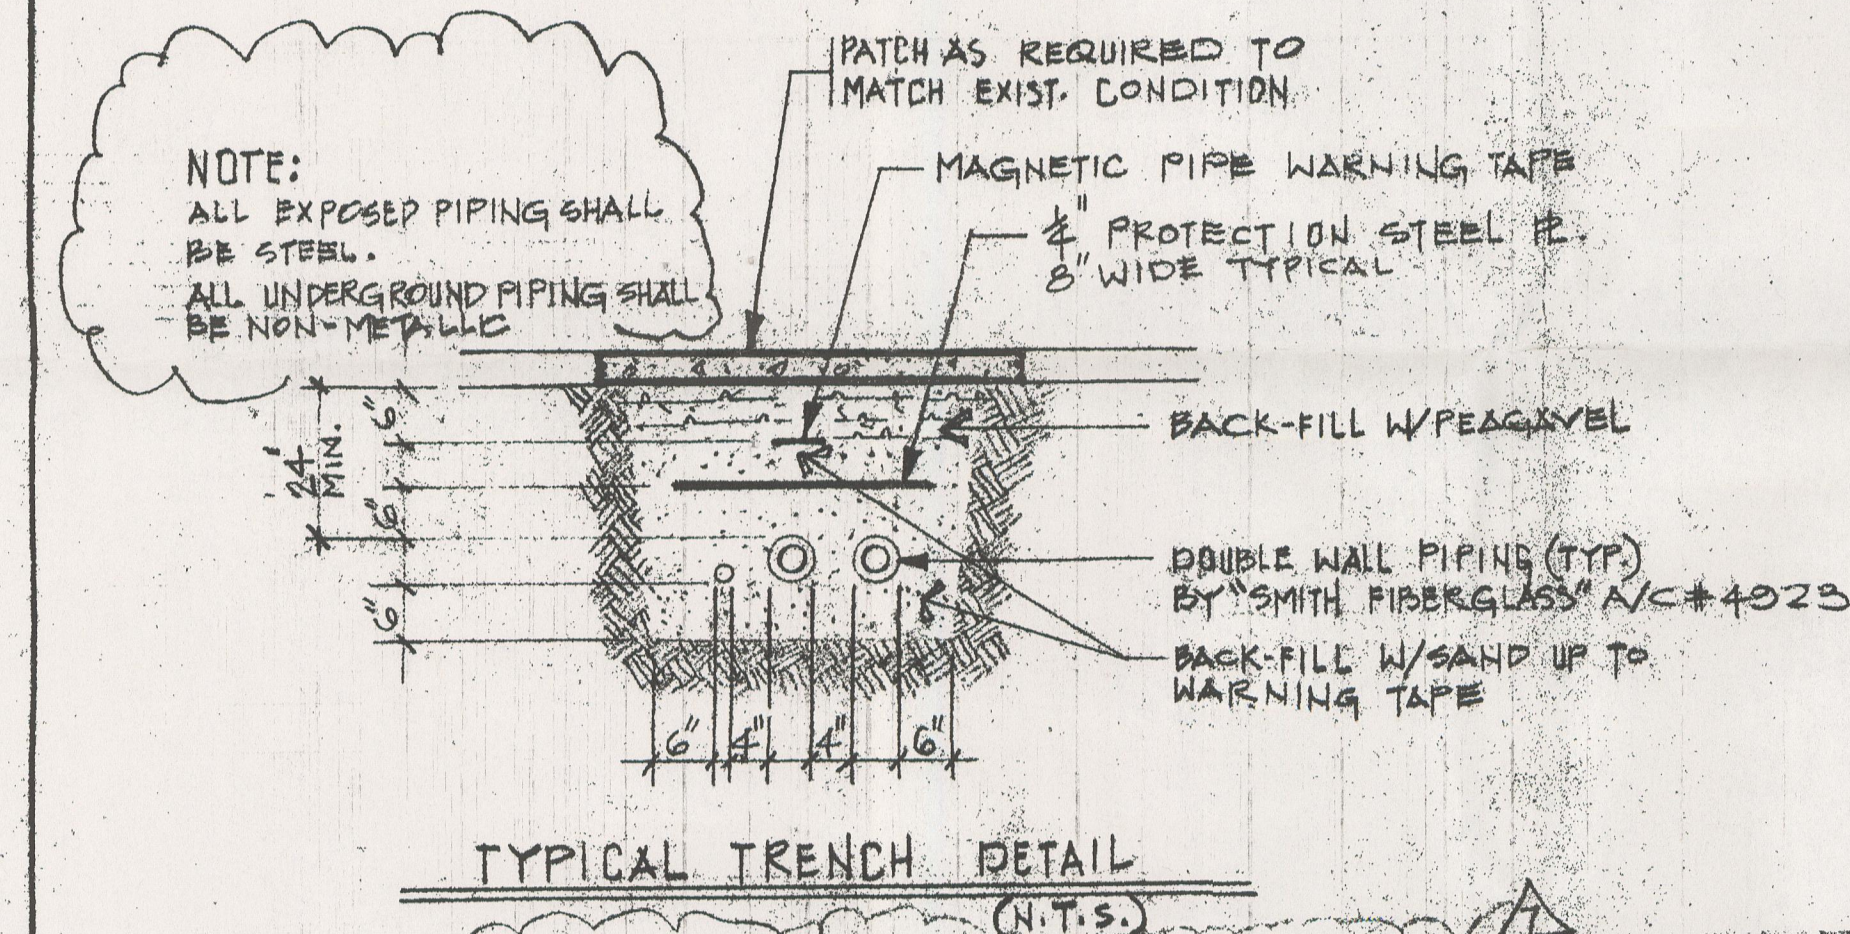 PATCH AS REQUIRED TO
MATCH EXIST. CONDITION
MAGNETIC PIPE WARNING TAPE
PROTECTION STEEL PL.
8" WIDE TYPICAL
NOTE:
ALL EXPOSED PIPING SHALL
BE STEEL.
ALL UNDERGROUND PIPING SHALL
BE NON-METALLIC
6"
24"
MIN.
6"
6"
BACK-FILL W/PEAGAVEL
DOUBLE WALL PIPING (TYP.)
BY "SMITH FIBERGLASS" A/C#4923
BACK-FILL W/SAND UP TO
WARNING TAPE
6" 4" 4" 6"
TYPICAL TRENCH DETAIL
(N.T.S.)